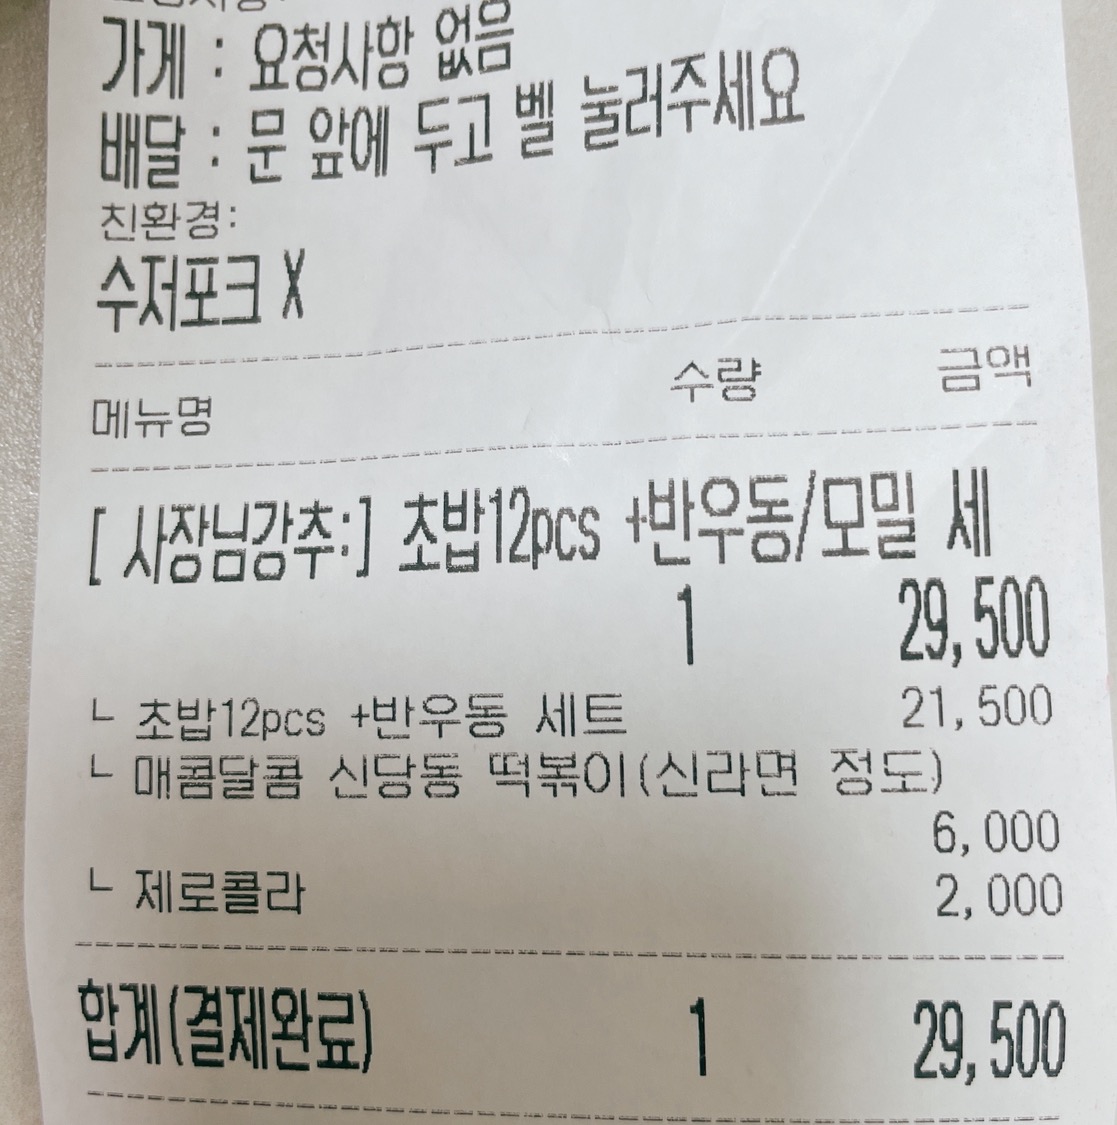 가게 : 요청사항 없음
배달 : 문 앞에 두고 벨 눌러주세요
친환경:
수저포크 X
메뉴명 수량 금액
[ 사장님강추:] 초밥12pcs +반우동/모밀 세
1 29,500
└ 초밥12pcs +반우동 세트 21,500
└ 매콤달콤 신당동 떡볶이(신라면 정도)
6,000
└ 제로콜라 2,000
합계(결제완료) 1 29,500